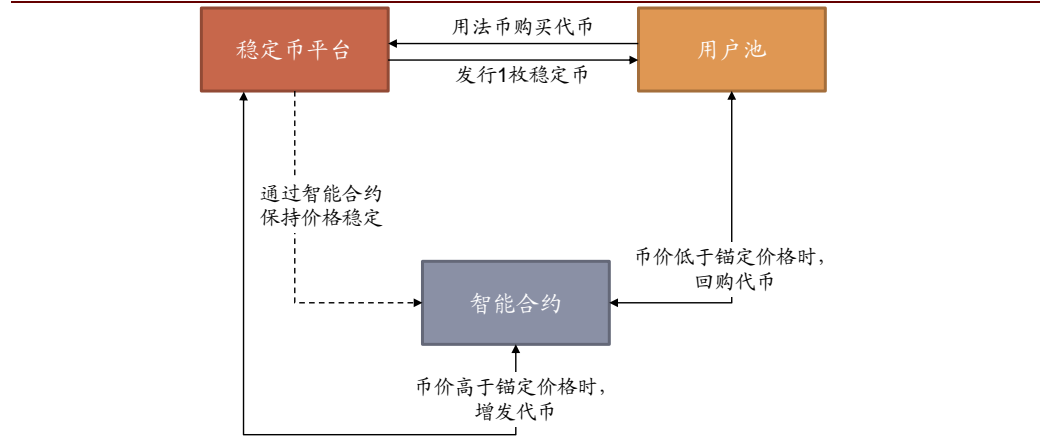 用法币购买代币
稳定币平台
用户池
发行1枚稳定币
通过智能合约
保持价格稳定
币价低于锚定价格时，
回购代币
智能合约
币价高于锚定价格时，
增发代币